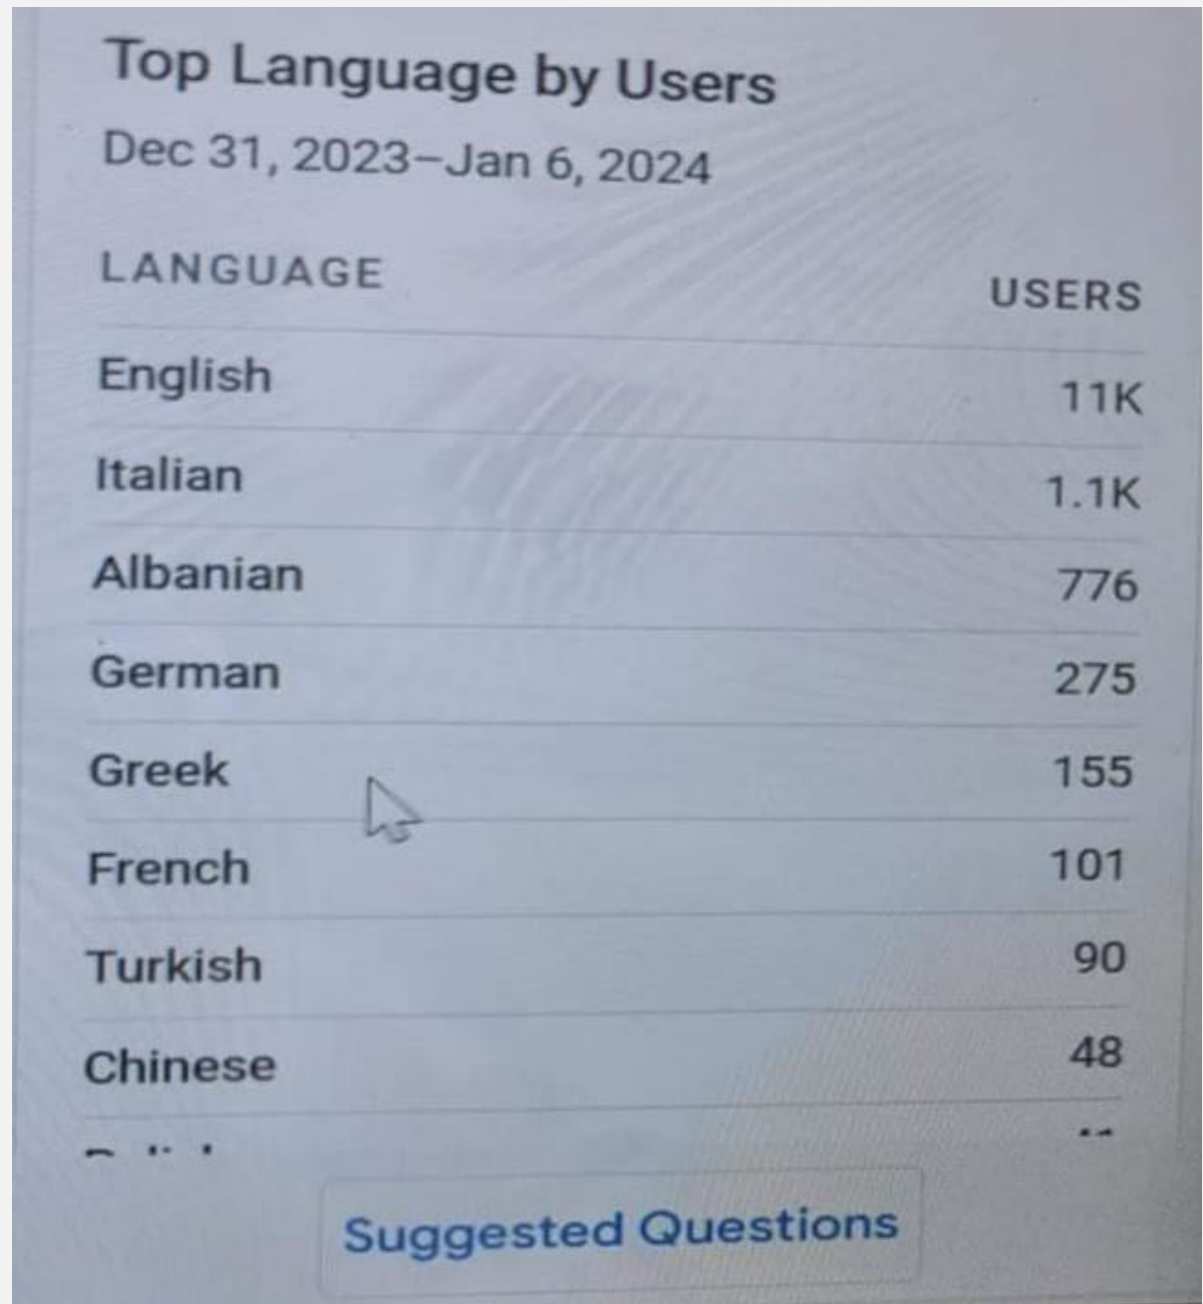 Top Language by Users
Dec 31, 2023–Jan 6, 2024
LANGUAGE USERS
English 11K
Italian 1.1K
Albanian 776
German 275
Greek 155
French 101
Turkish 90
Chinese 48
Suggested Questions